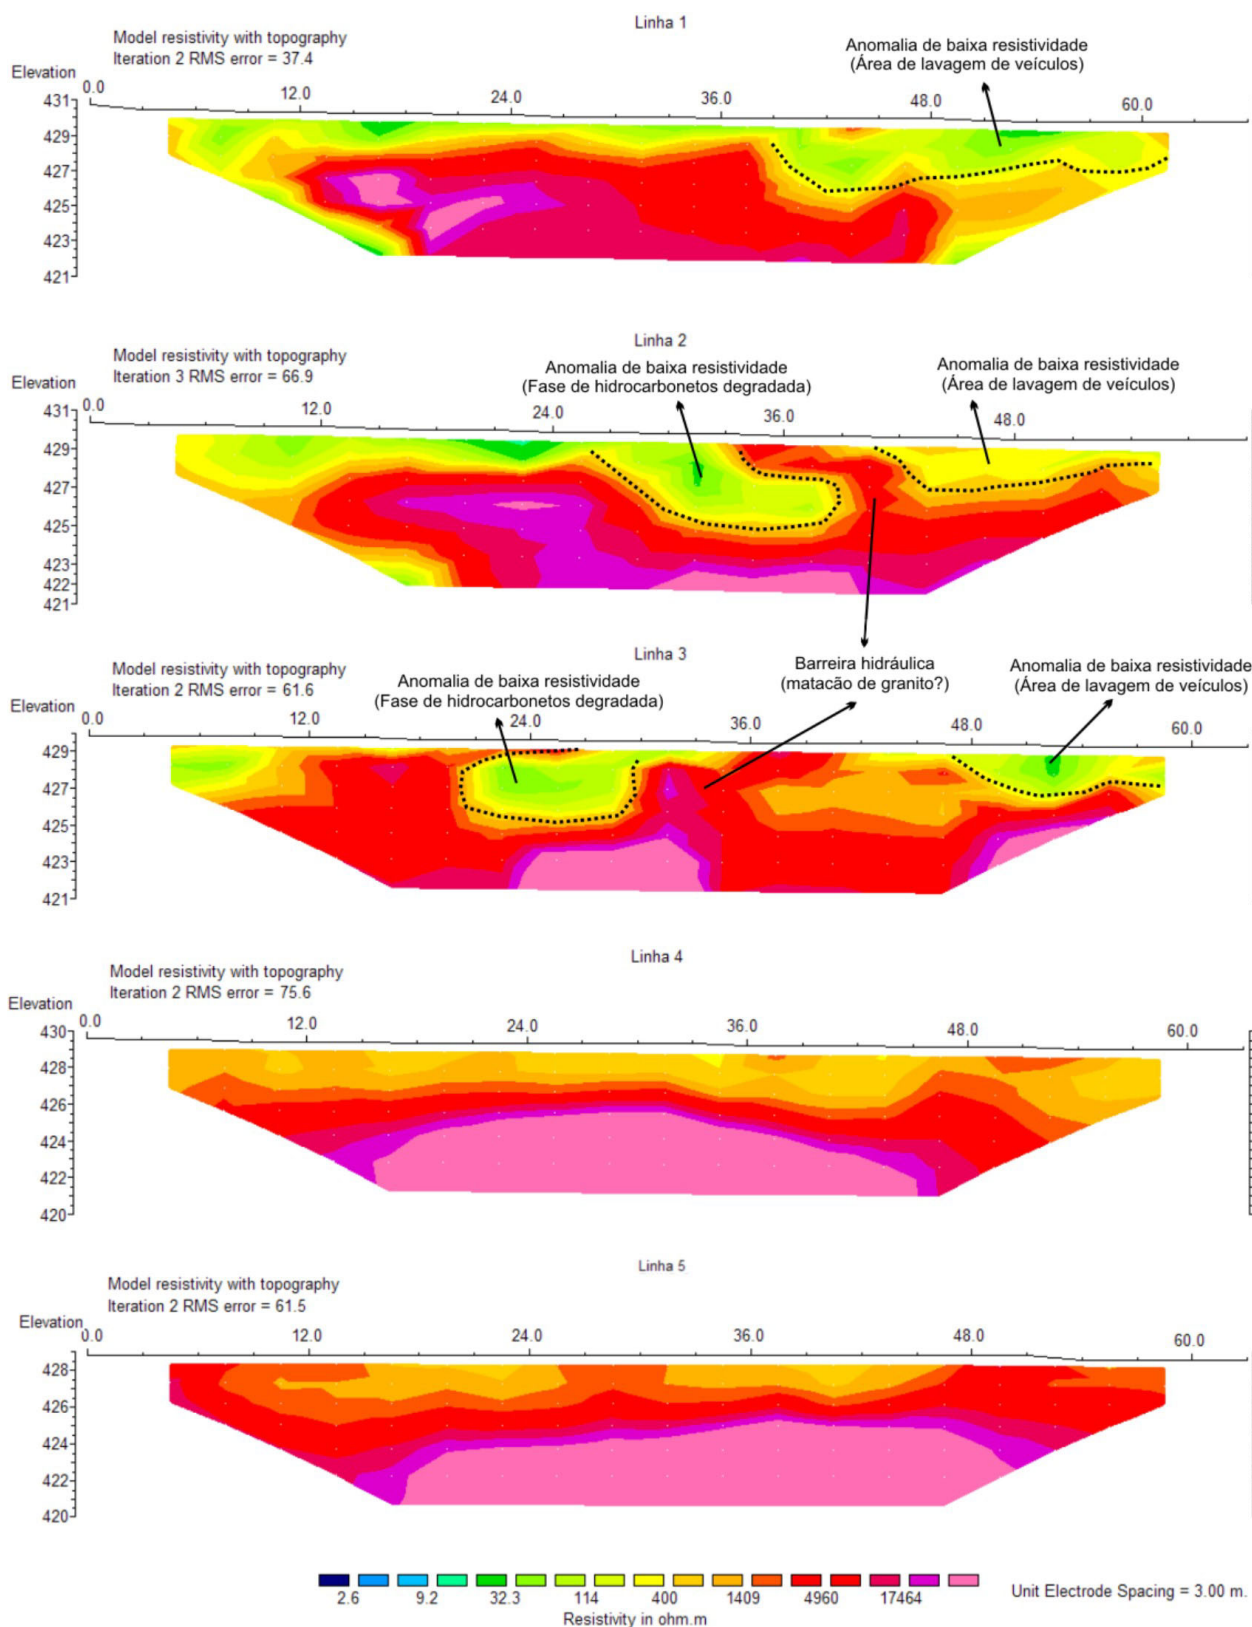 Linha 1
Model resistivity with topography
Iteration 2 RMS error = 37.4
Anomalia de baixa resistividade
(Área de lavagem de veículos)
Elevation
0.0 12.0 24.0 36.0 48.0 60.0
431
429
427
425
423
421
Linha 2
Model resistivity with topography
Iteration 3 RMS error = 66.9
Anomalia de baixa resistividade
(Fase de hidrocarbonetos degradada)
Anomalia de baixa resistividade
(Área de lavagem de veículos)
Elevation
0.0 12.0 24.0 36.0 48.0
431
429
427
425
423
422
421
Linha 3
Model resistivity with topography
Iteration 2 RMS error = 61.6
Anomalia de baixa resistividade
(Fase de hidrocarbonetos degradada)
Barreira hidráulica
(matacão de granito?)
Anomalia de baixa resistividade
(Área de lavagem de veículos)
Elevation
0.0 12.0 24.0 36.0 48.0 60.0
429
427
425
423
421
Linha 4
Model resistivity with topography
Iteration 2 RMS error = 75.6
Elevation
0.0 12.0 24.0 36.0 48.0 60.0
430
428
426
424
422
420
Linha 5
Model resistivity with topography
Iteration 2 RMS error = 61.5
Elevation
0.0 12.0 24.0 36.0 48.0 60.0
428
426
424
422
420
2.6 9.2 32.3 114 400 1409 4960 17464
Resistivity in ohm.m
Unit Electrode Spacing = 3.00 m.